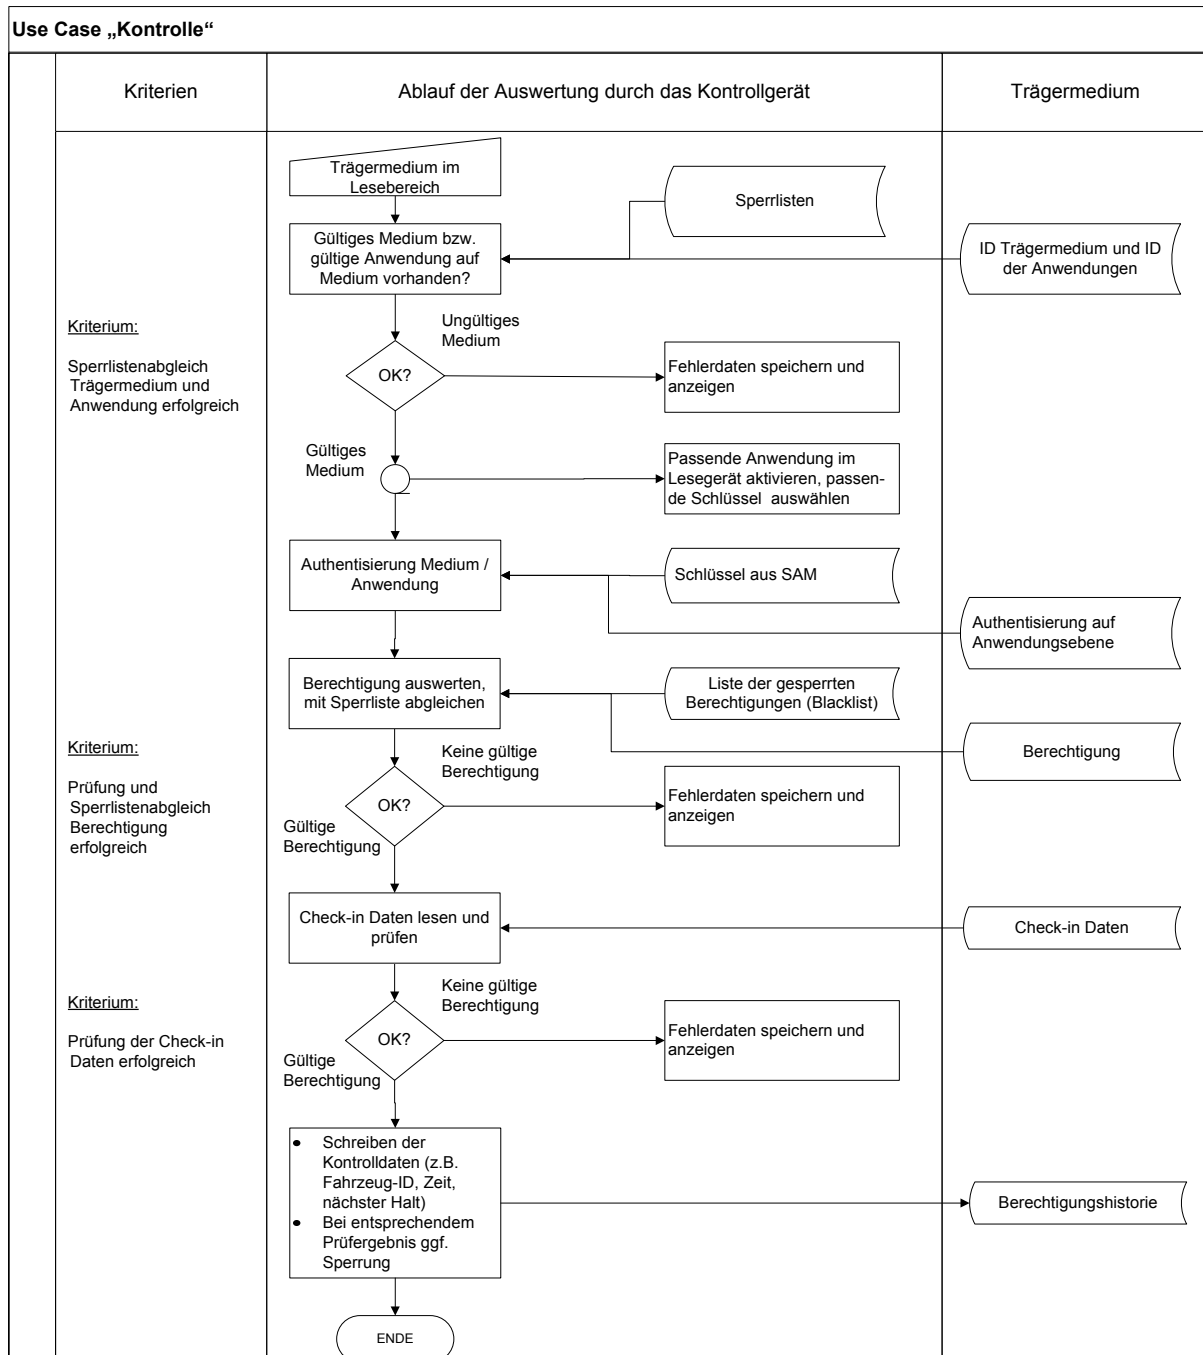 Use Case „Kontrolle“
Kriterien
Ablauf der Auswertung durch das Kontrollgerät
Trägermedium
Trägermedium im
Lesebereich
Sperrlisten
Gültiges Medium bzw.
gültige Anwendung auf
Medium vorhanden?
ID Trägermedium und ID
der Anwendungen
Kriterium:
Sperrlistenabgleich
Trägermedium und
Anwendung erfolgreich
Ungültiges
Medium
OK?
Fehlerdaten speichern und
anzeigen
Gültiges
Medium
Passende Anwendung im
Lesegerät aktivieren, passen-
de Schlüssel auswählen
Authentisierung Medium /
Anwendung
Schlüssel aus SAM
Authentisierung auf
Anwendungsebene
Berechtigung auswerten,
mit Sperrliste abgleichen
Liste der gesperrten
Berechtigungen (Blacklist)
Berechtigung
Kriterium:
Prüfung und
Sperrlistenabgleich
Berechtigung
erfolgreich
Keine gültige
Berechtigung
OK?
Fehlerdaten speichern und
anzeigen
Gültige
Berechtigung
Check-in Daten lesen und
prüfen
Check-in Daten
Kriterium:
Prüfung der Check-in
Daten erfolgreich
Keine gültige
Berechtigung
OK?
Fehlerdaten speichern und
anzeigen
Gültige
Berechtigung
• Schreiben der
Kontrolldaten (z.B.
Fahrzeug-ID, Zeit,
nächster Halt)
• Bei entsprechendem
Prüfergebnis ggf.
Sperrung
Berechtigungshistorie
ENDE